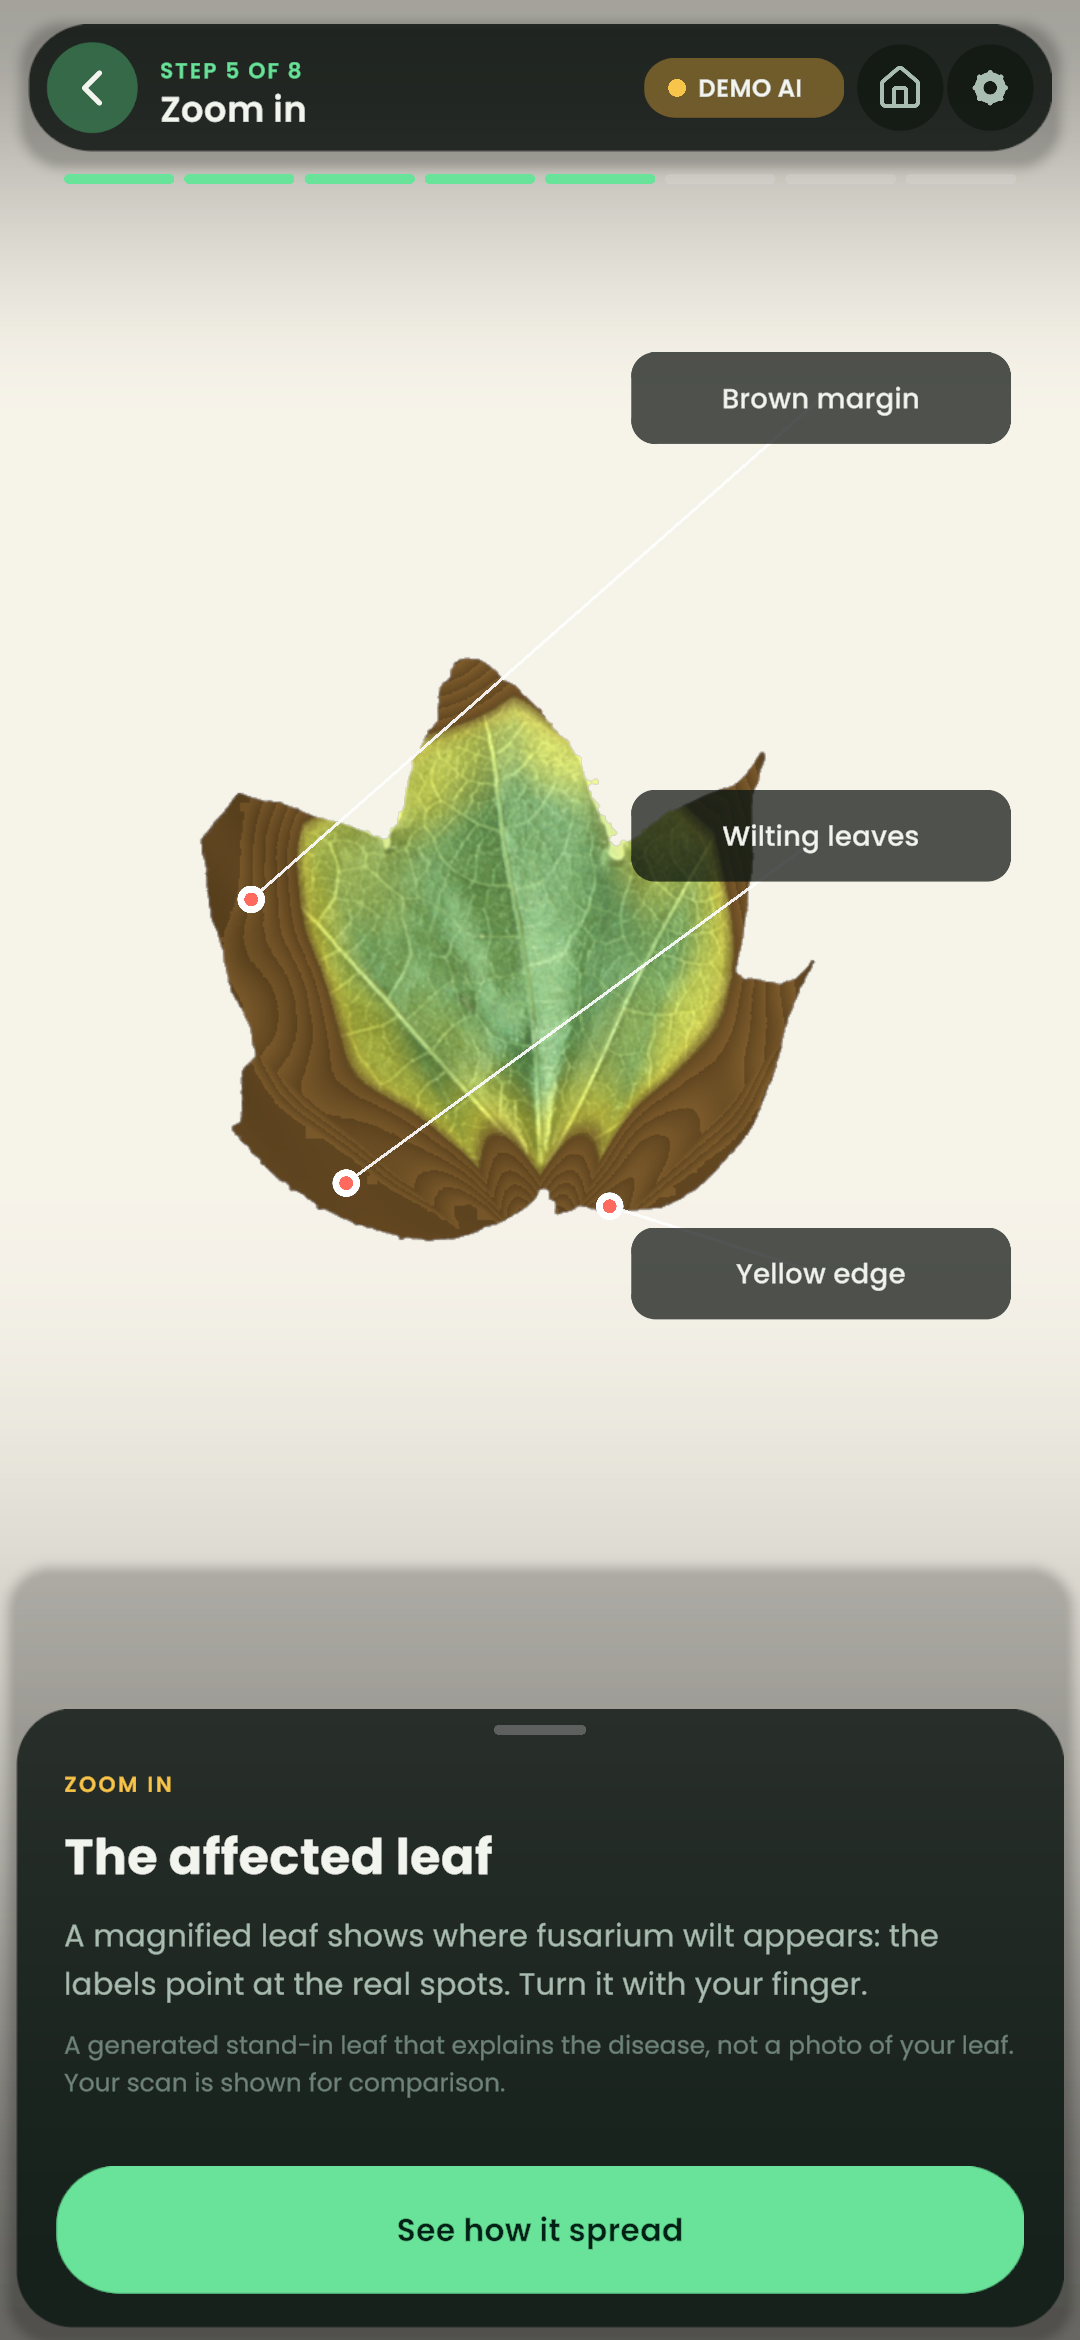 STEP 5 OF 8
Zoom in
DEMO AI
Brown margin
Wilting leaves
Yellow edge
ZOOM IN
The affected leaf
A magnified leaf shows where fusarium wilt appears: the
labels point at the real spots. Turn it with your finger.
A generated stand-in leaf that explains the disease, not a photo of your leaf.
Your scan is shown for comparison.
See how it spread